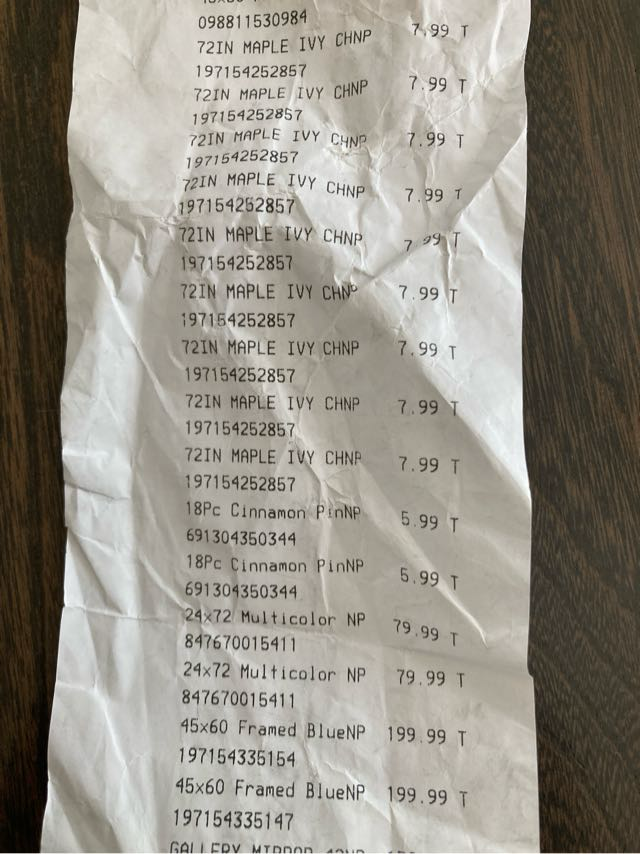 098811530984
72IN MAPLE IVY CHNP 7.99 T
197154252857
72IN MAPLE IVY CHNP 7.99 T
197154252857
72IN MAPLE IVY CHNP 7.99 T
197154252857
72IN MAPLE IVY CHNP 7.99 T
197154252857
72IN MAPLE IVY CHNP 7.99 T
197154252857
72IN MAPLE IVY CHNP 7.99 T
197154252857
72IN MAPLE IVY CHNP 7.99 T
197154252857
72IN MAPLE IVY CHNP 7.99 T
197154252857
72IN MAPLE IVY CHNP 7.99 T
197154252857
18Pc Cinnamon PinNP 5.99 T
691304350344
18Pc Cinnamon PinNP 5.99 T
691304350344
24x72 Multicolor NP 79.99 T
847670015411
24x72 Multicolor NP 79.99 T
847670015411
45x60 Framed BlueNP 199.99 T
197154335154
45x60 Framed BlueNP 199.99 T
197154335147
GALLERY MIRROR